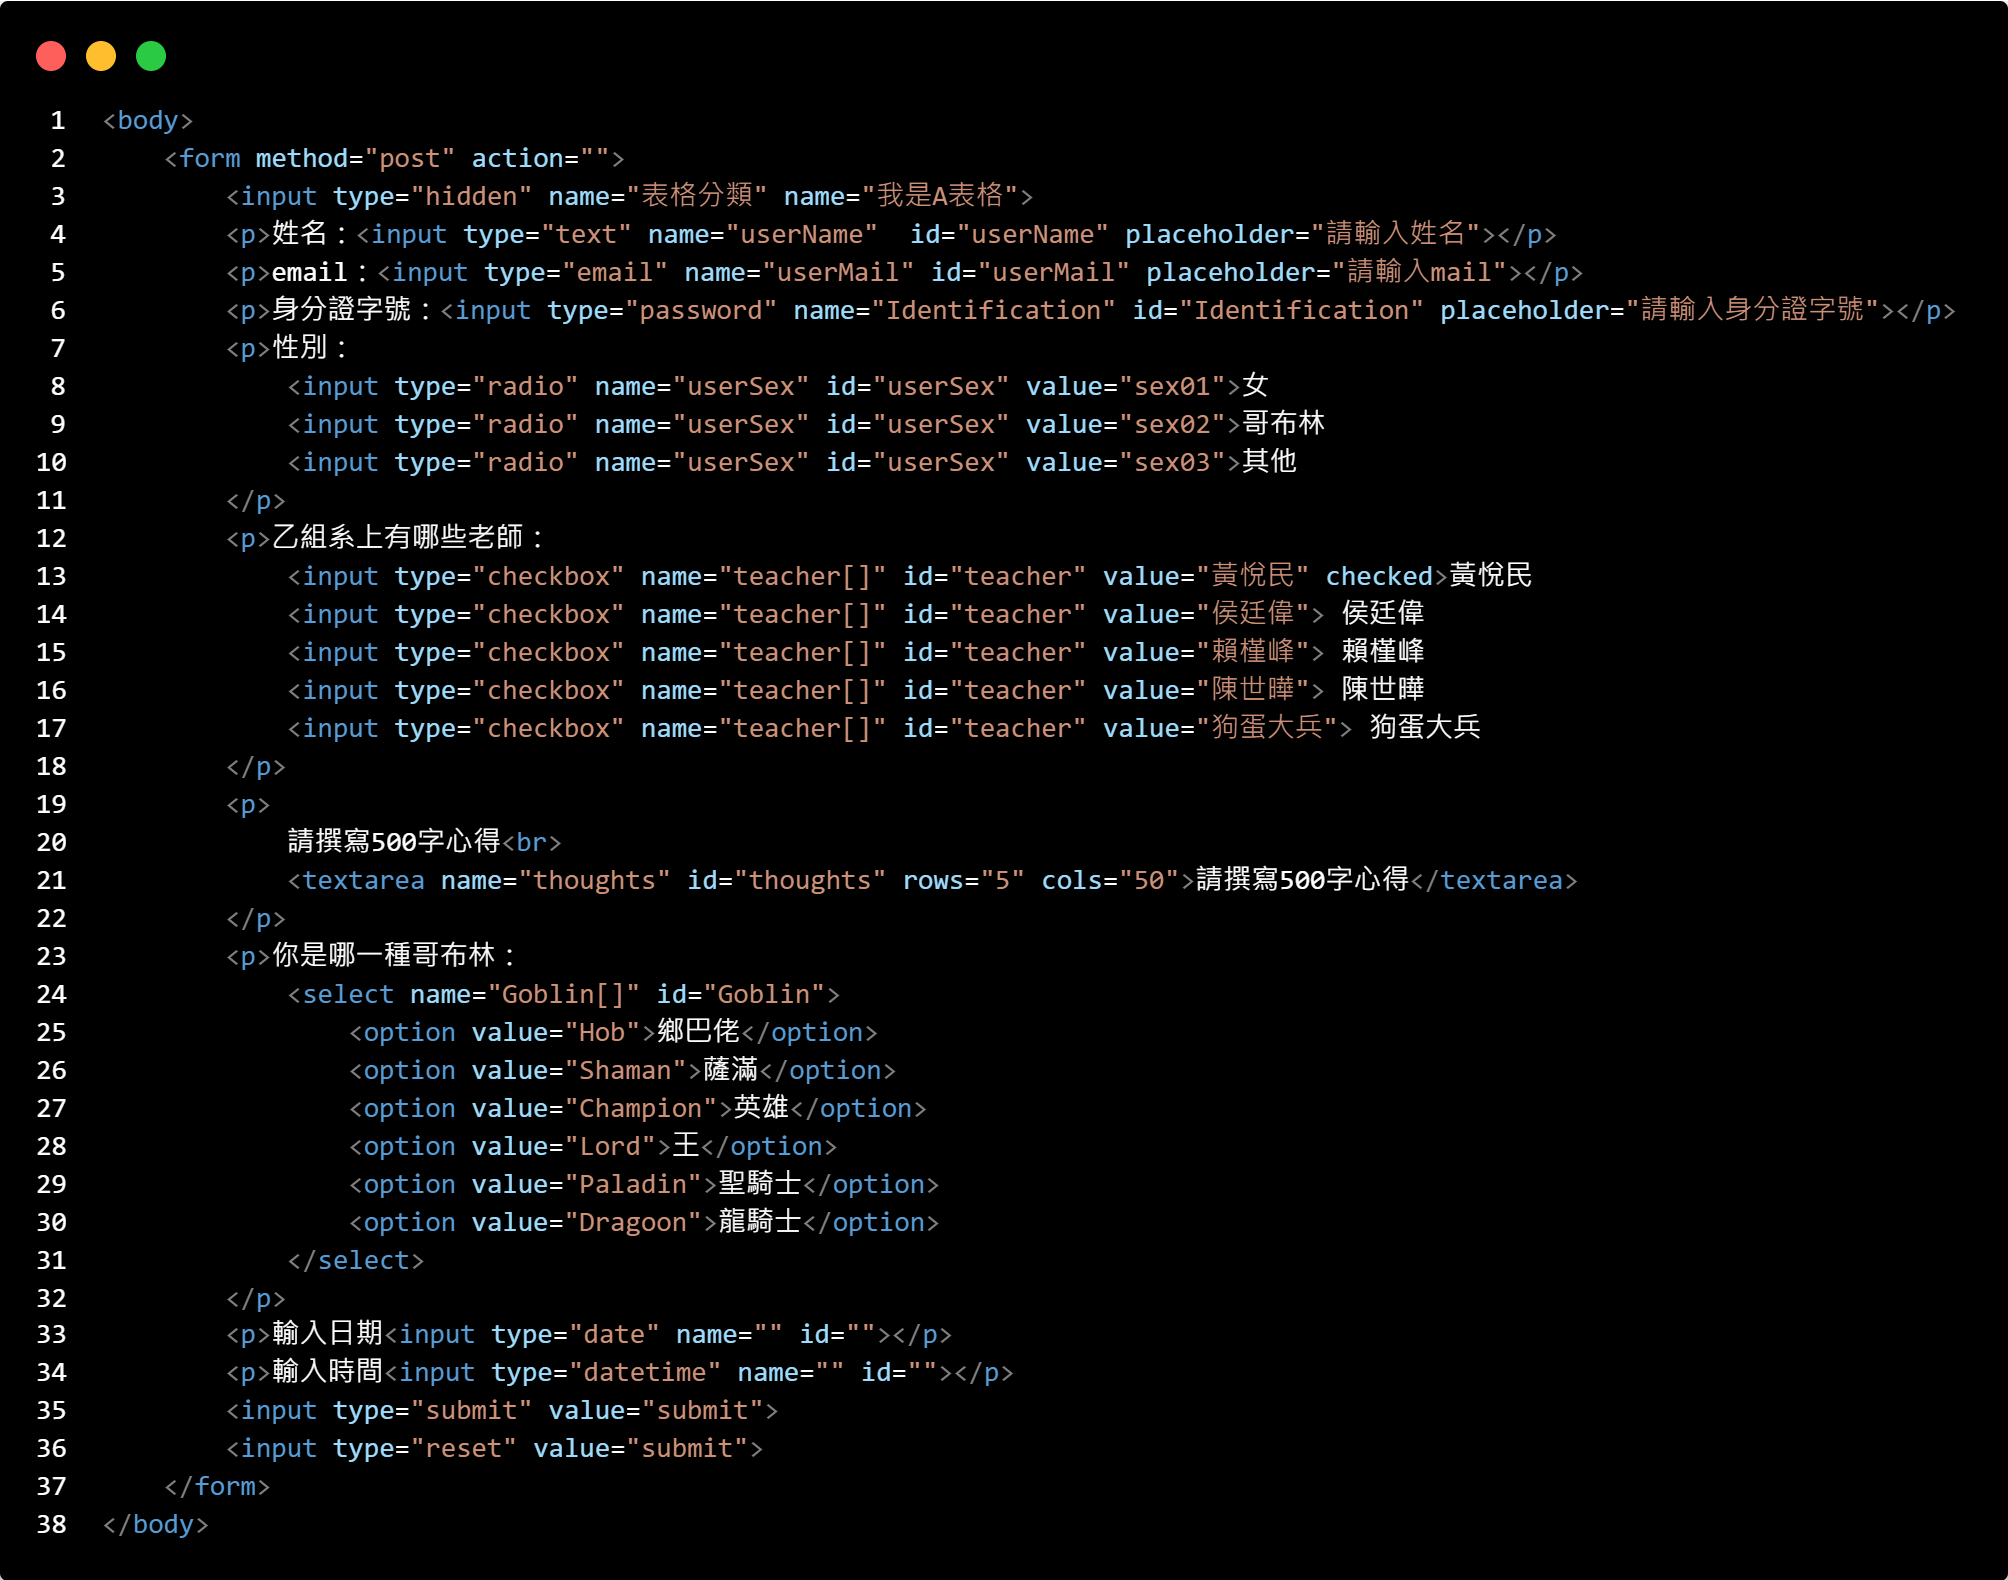 1 <body>
2     <form method="post" action="">
3         <input type="hidden" name="表格分類" name="我是A表格">
4         <p>姓名：<input type="text" name="userName"  id="userName" placeholder="請輸入姓名"></p>
5         <p>email：<input type="email" name="userMail" id="userMail" placeholder="請輸入mail"></p>
6         <p>身分證字號：<input type="password" name="Identification" id="Identification" placeholder="請輸入身分證字號"></p>
7         <p>性別：
8             <input type="radio" name="userSex" id="userSex" value="sex01">女
9             <input type="radio" name="userSex" id="userSex" value="sex02">哥布林
10             <input type="radio" name="userSex" id="userSex" value="sex03">其他
11         </p>
12         <p>乙組系上有哪些老師：
13             <input type="checkbox" name="teacher[]" id="teacher" value="黃悅民" checked>黃悅民
14             <input type="checkbox" name="teacher[]" id="teacher" value="侯廷偉"> 侯廷偉
15             <input type="checkbox" name="teacher[]" id="teacher" value="賴槿峰"> 賴槿峰
16             <input type="checkbox" name="teacher[]" id="teacher" value="陳世曄"> 陳世曄
17             <input type="checkbox" name="teacher[]" id="teacher" value="狗蛋大兵"> 狗蛋大兵
18         </p>
19         <p>
20             請撰寫500字心得<br>
21             <textarea name="thoughts" id="thoughts" rows="5" cols="50">請撰寫500字心得</textarea>
22         </p>
23         <p>你是哪一種哥布林：
24             <select name="Goblin[]" id="Goblin">
25                 <option value="Hob">鄉巴佬</option>
26                 <option value="Shaman">薩滿</option>
27                 <option value="Champion">英雄</option>
28                 <option value="Lord">王</option>
29                 <option value="Paladin">聖騎士</option>
30                 <option value="Dragoon">龍騎士</option>
31             </select>
32         </p>
33         <p>輸入日期<input type="date" name="" id=""></p>
34         <p>輸入時間<input type="datetime" name="" id=""></p>
35         <input type="submit" value="submit">
36         <input type="reset" value="submit">
37     </form>
38 </body>